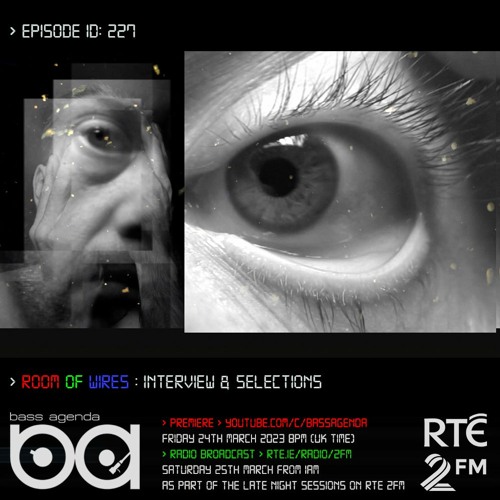 > EPISODE ID: 227
> ROOM OF WIRES : INTERVIEW & SELECTIONS
bass agenda
ba
> PREMIERE > YOUTUBE.COM/C/BASSAGENDA
FRIDAY 24TH MARCH 2023 8PM (UK TIME)
> RADIO BROADCAST > RTE.IE/RADIO/2FM
SATURDAY 25TH MARCH FROM 1AM
AS PART OF THE LATE NIGHT SESSIONS ON RTE 2FM
RTÉ
2FM